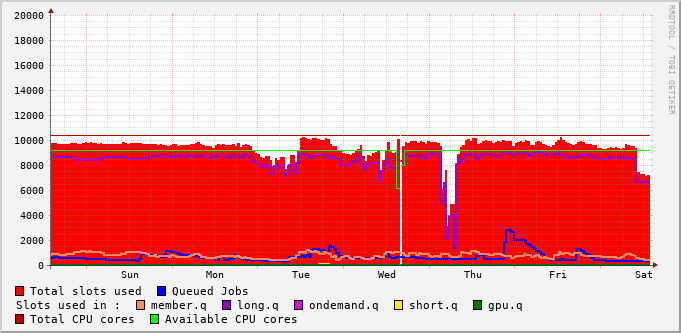 RRDTOOL / TOBI OETIKER
20000
18000
16000
14000
12000
10000
8000
6000
4000
2000
0
Sun Mon Tue Wed Thu Fri Sat
Total slots used Queued Jobs
Slots used in : member.q long.q ondemand.q short.q gpu.q
Total CPU cores Available CPU cores